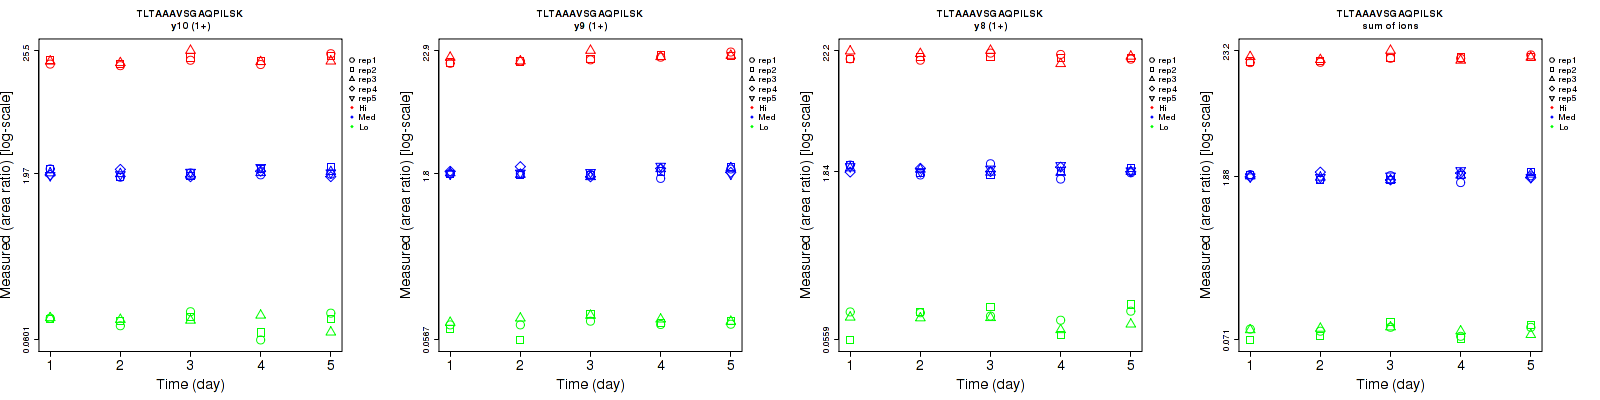 TLTAAAVSGAQPILSK
y10 (1+)
Measured (area ratio) [log-scale]
25.5
1.97
0.0601
1 2 3 4 5
Time (day)
rep1
rep2
rep3
rep4
rep5
Hi
Med
Lo
TLTAAAVSGAQPILSK
y9 (1+)
Measured (area ratio) [log-scale]
22.9
1.8
0.0567
1 2 3 4 5
Time (day)
rep1
rep2
rep3
rep4
rep5
Hi
Med
Lo
TLTAAAVSGAQPILSK
y8 (1+)
Measured (area ratio) [log-scale]
22.2
1.84
0.0559
1 2 3 4 5
Time (day)
rep1
rep2
rep3
rep4
rep5
Hi
Med
Lo
TLTAAAVSGAQPILSK
sum of ions
Measured (area ratio) [log-scale]
23.2
1.88
0.071
1 2 3 4 5
Time (day)
rep1
rep2
rep3
rep4
rep5
Hi
Med
Lo